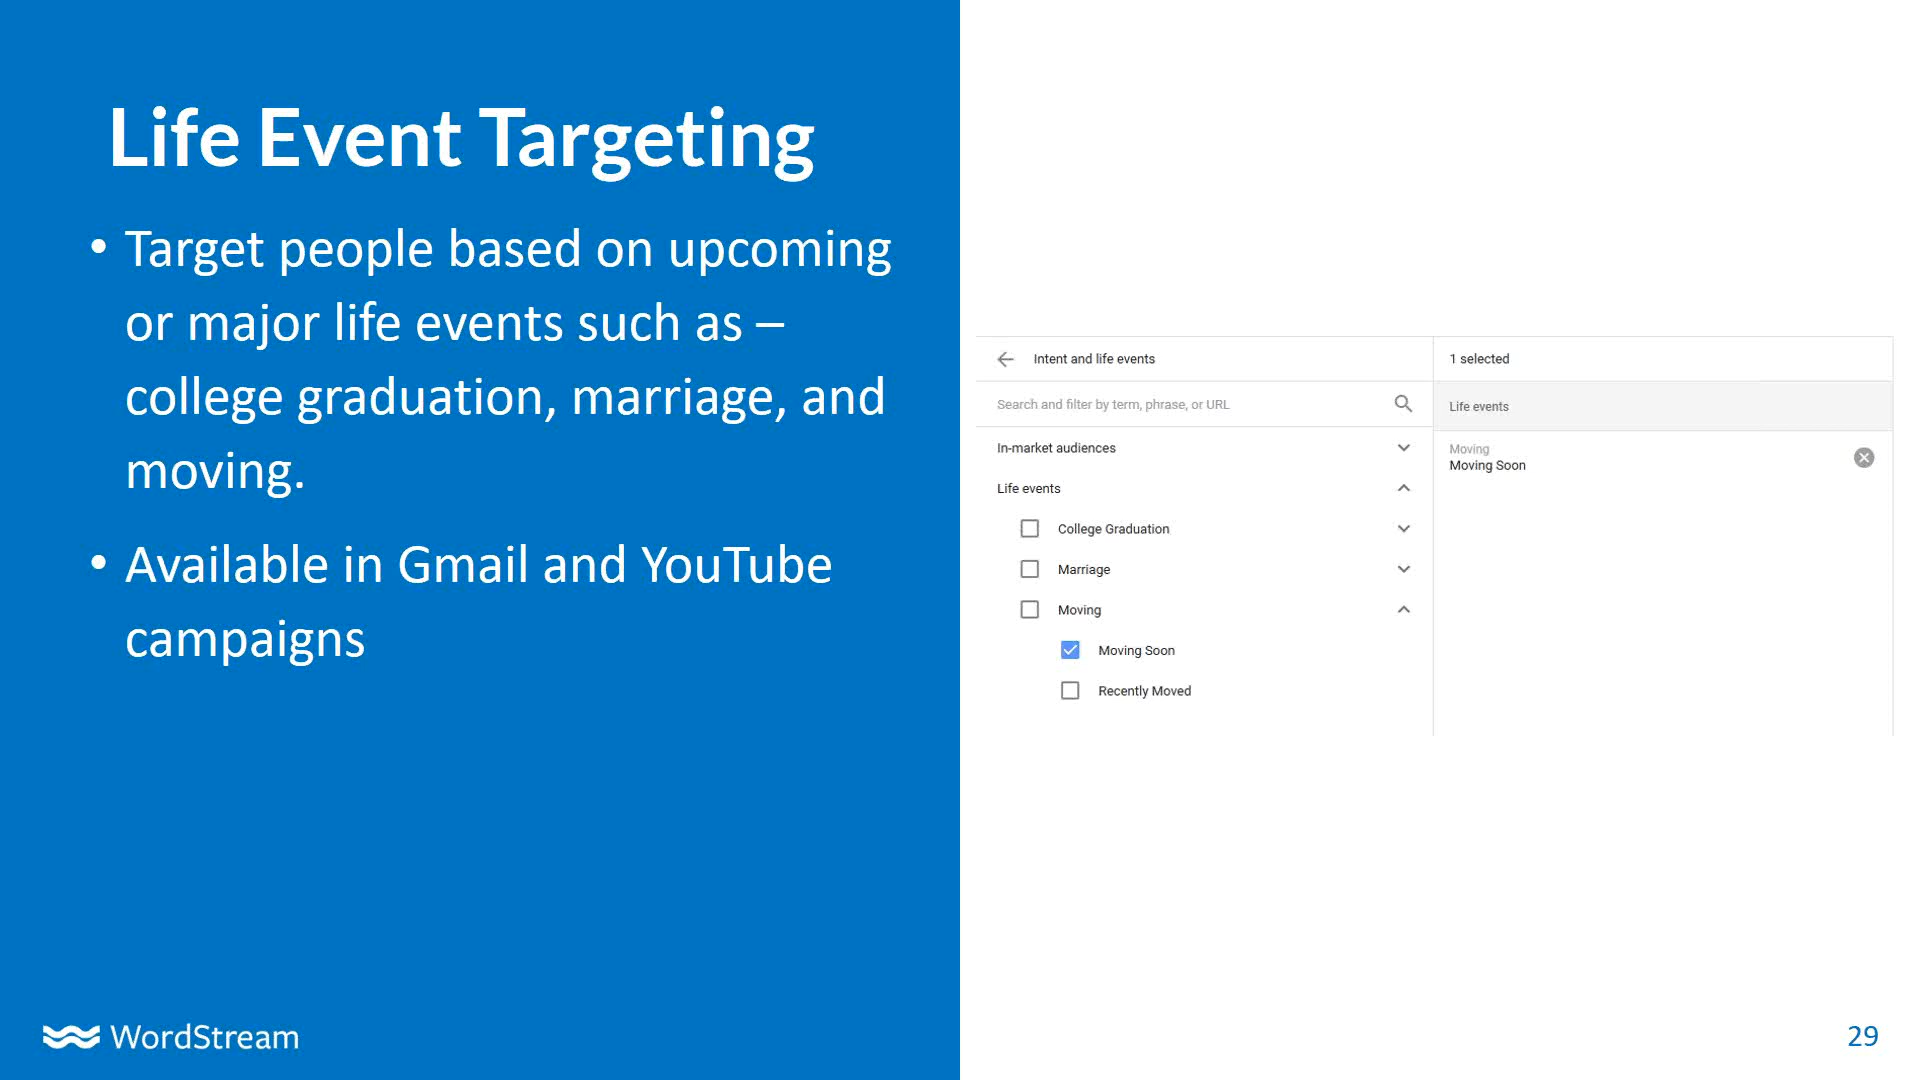 Life Event Targeting
• Target people based on upcoming
or major life events such as –
college graduation, marriage, and
moving.
• Available in Gmail and YouTube
campaigns
WordStream
Intent and life events
Search and filter by term, phrase, or URL
In-market audiences
Life events
College Graduation
Marriage
Moving
Moving Soon
Recently Moved
1 selected
Life events
Moving
Moving Soon
29